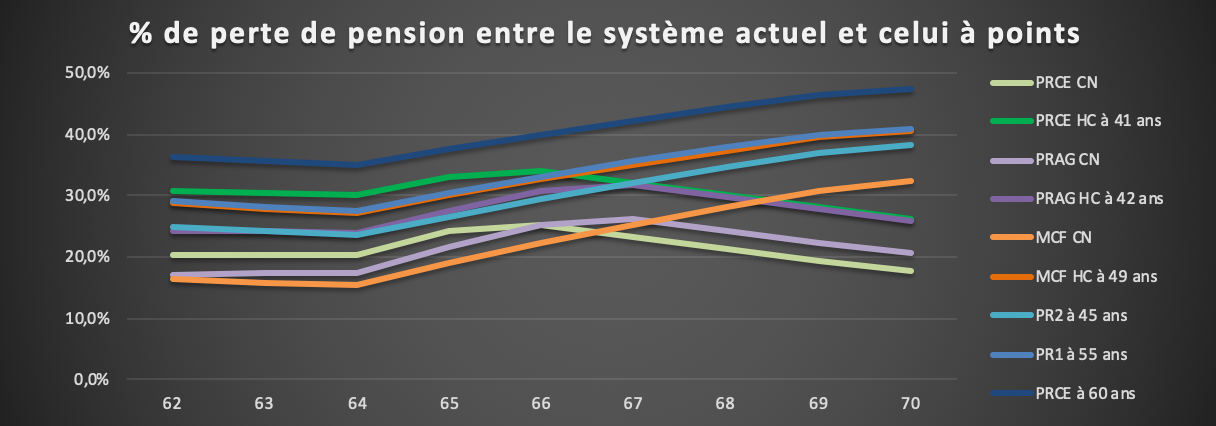 % de perte de pension entre le système actuel et celui à points
50,0%
40,0%
30,0%
20,0%
10,0%
0,0%
62 63 64 65 66 67 68 69 70
PRCE CN
PRCE HC à 41 ans
PRAG CN
PRAG HC à 42 ans
MCF CN
MCF HC à 49 ans
PR2 à 45 ans
PR1 à 55 ans
PRCE à 60 ans